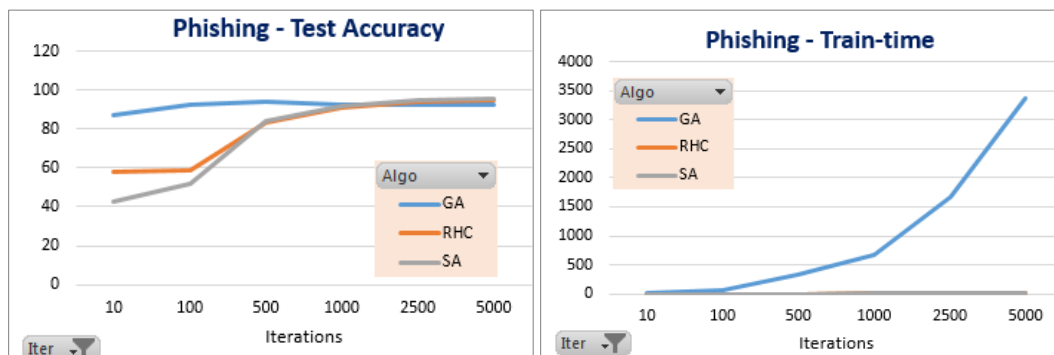 Phishing - Test Accuracy
120
100
80
60
40
20
0
Algo
GA
RHC
SA
10 100 500 1000 2500 5000
Iterations
Iter
Phishing - Train-time
4000
3500
3000
2500
2000
1500
1000
500
0
Algo
GA
RHC
SA
10 100 500 1000 2500 5000
Iterations
Iter